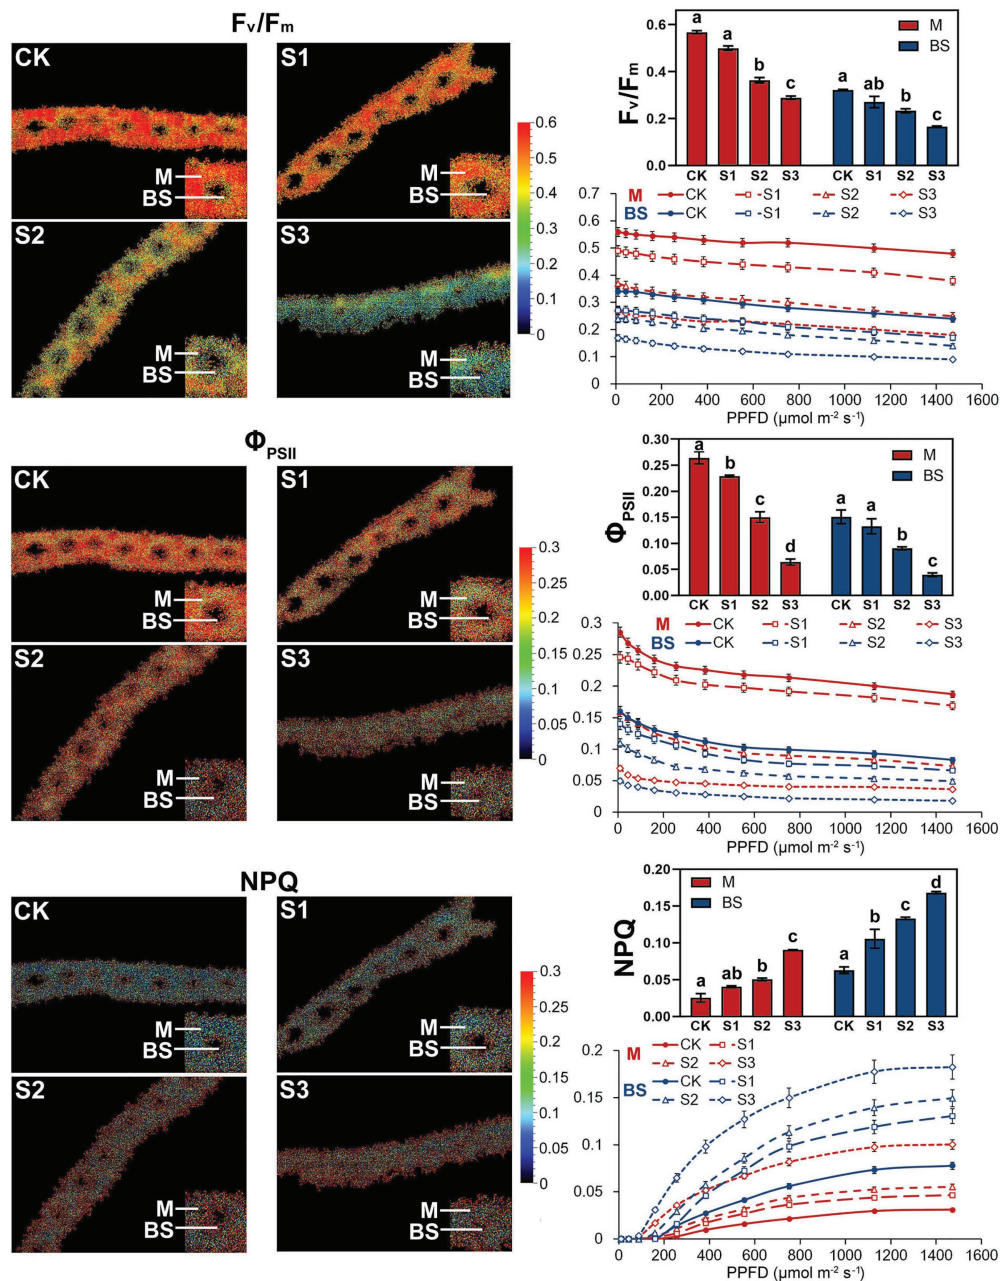 Fv/Fm
CK
M
BS
S1
M
BS
S2
M
BS
S3
M
BS
0.6
0.5
0.4
0.3
0.2
0.1
0
Fv/Fm
0.6
0.4
0.2
0.0
a
a
b
c
a
ab
b
c
M
BS
CK S1 S2 S3 CK S1 S2 S3
M CK S1 S2 S3
BS CK S1 S2 S3
0.7
0.6
0.5
0.4
0.3
0.2
0.1
0
0 200 400 600 800 1000 1200 1400 1600
PPFD (μmol m⁻² s⁻¹)
ΦPSII
CK
M
BS
S1
M
BS
S2
M
BS
S3
M
BS
0.3
0.25
0.2
0.15
0.1
0.05
0
ΦPSII
0.30
0.25
0.20
0.15
0.10
0.05
0.00
a
b
c
d
a
a
b
c
M
BS
CK S1 S2 S3 CK S1 S2 S3
M CK S1 S2 S3
BS CK S1 S2 S3
0.3
0.25
0.2
0.15
0.1
0.05
0
0 200 400 600 800 1000 1200 1400 1600
PPFD (μmol m⁻² s⁻¹)
NPQ
CK
M
BS
S1
M
BS
S2
M
BS
S3
M
BS
0.3
0.25
0.2
0.15
0.1
0.05
0
NPQ
0.20
0.15
0.10
0.05
0.00
M
BS
a
ab
b
c
a
b
c
d
CK S1 S2 S3 CK S1 S2 S3
M CK S1
S2 S3
BS CK S1
S2 S3
0.2
0.15
0.1
0.05
0
0 200 400 600 800 1000 1200 1400 1600
PPFD (μmol m⁻² s⁻¹)